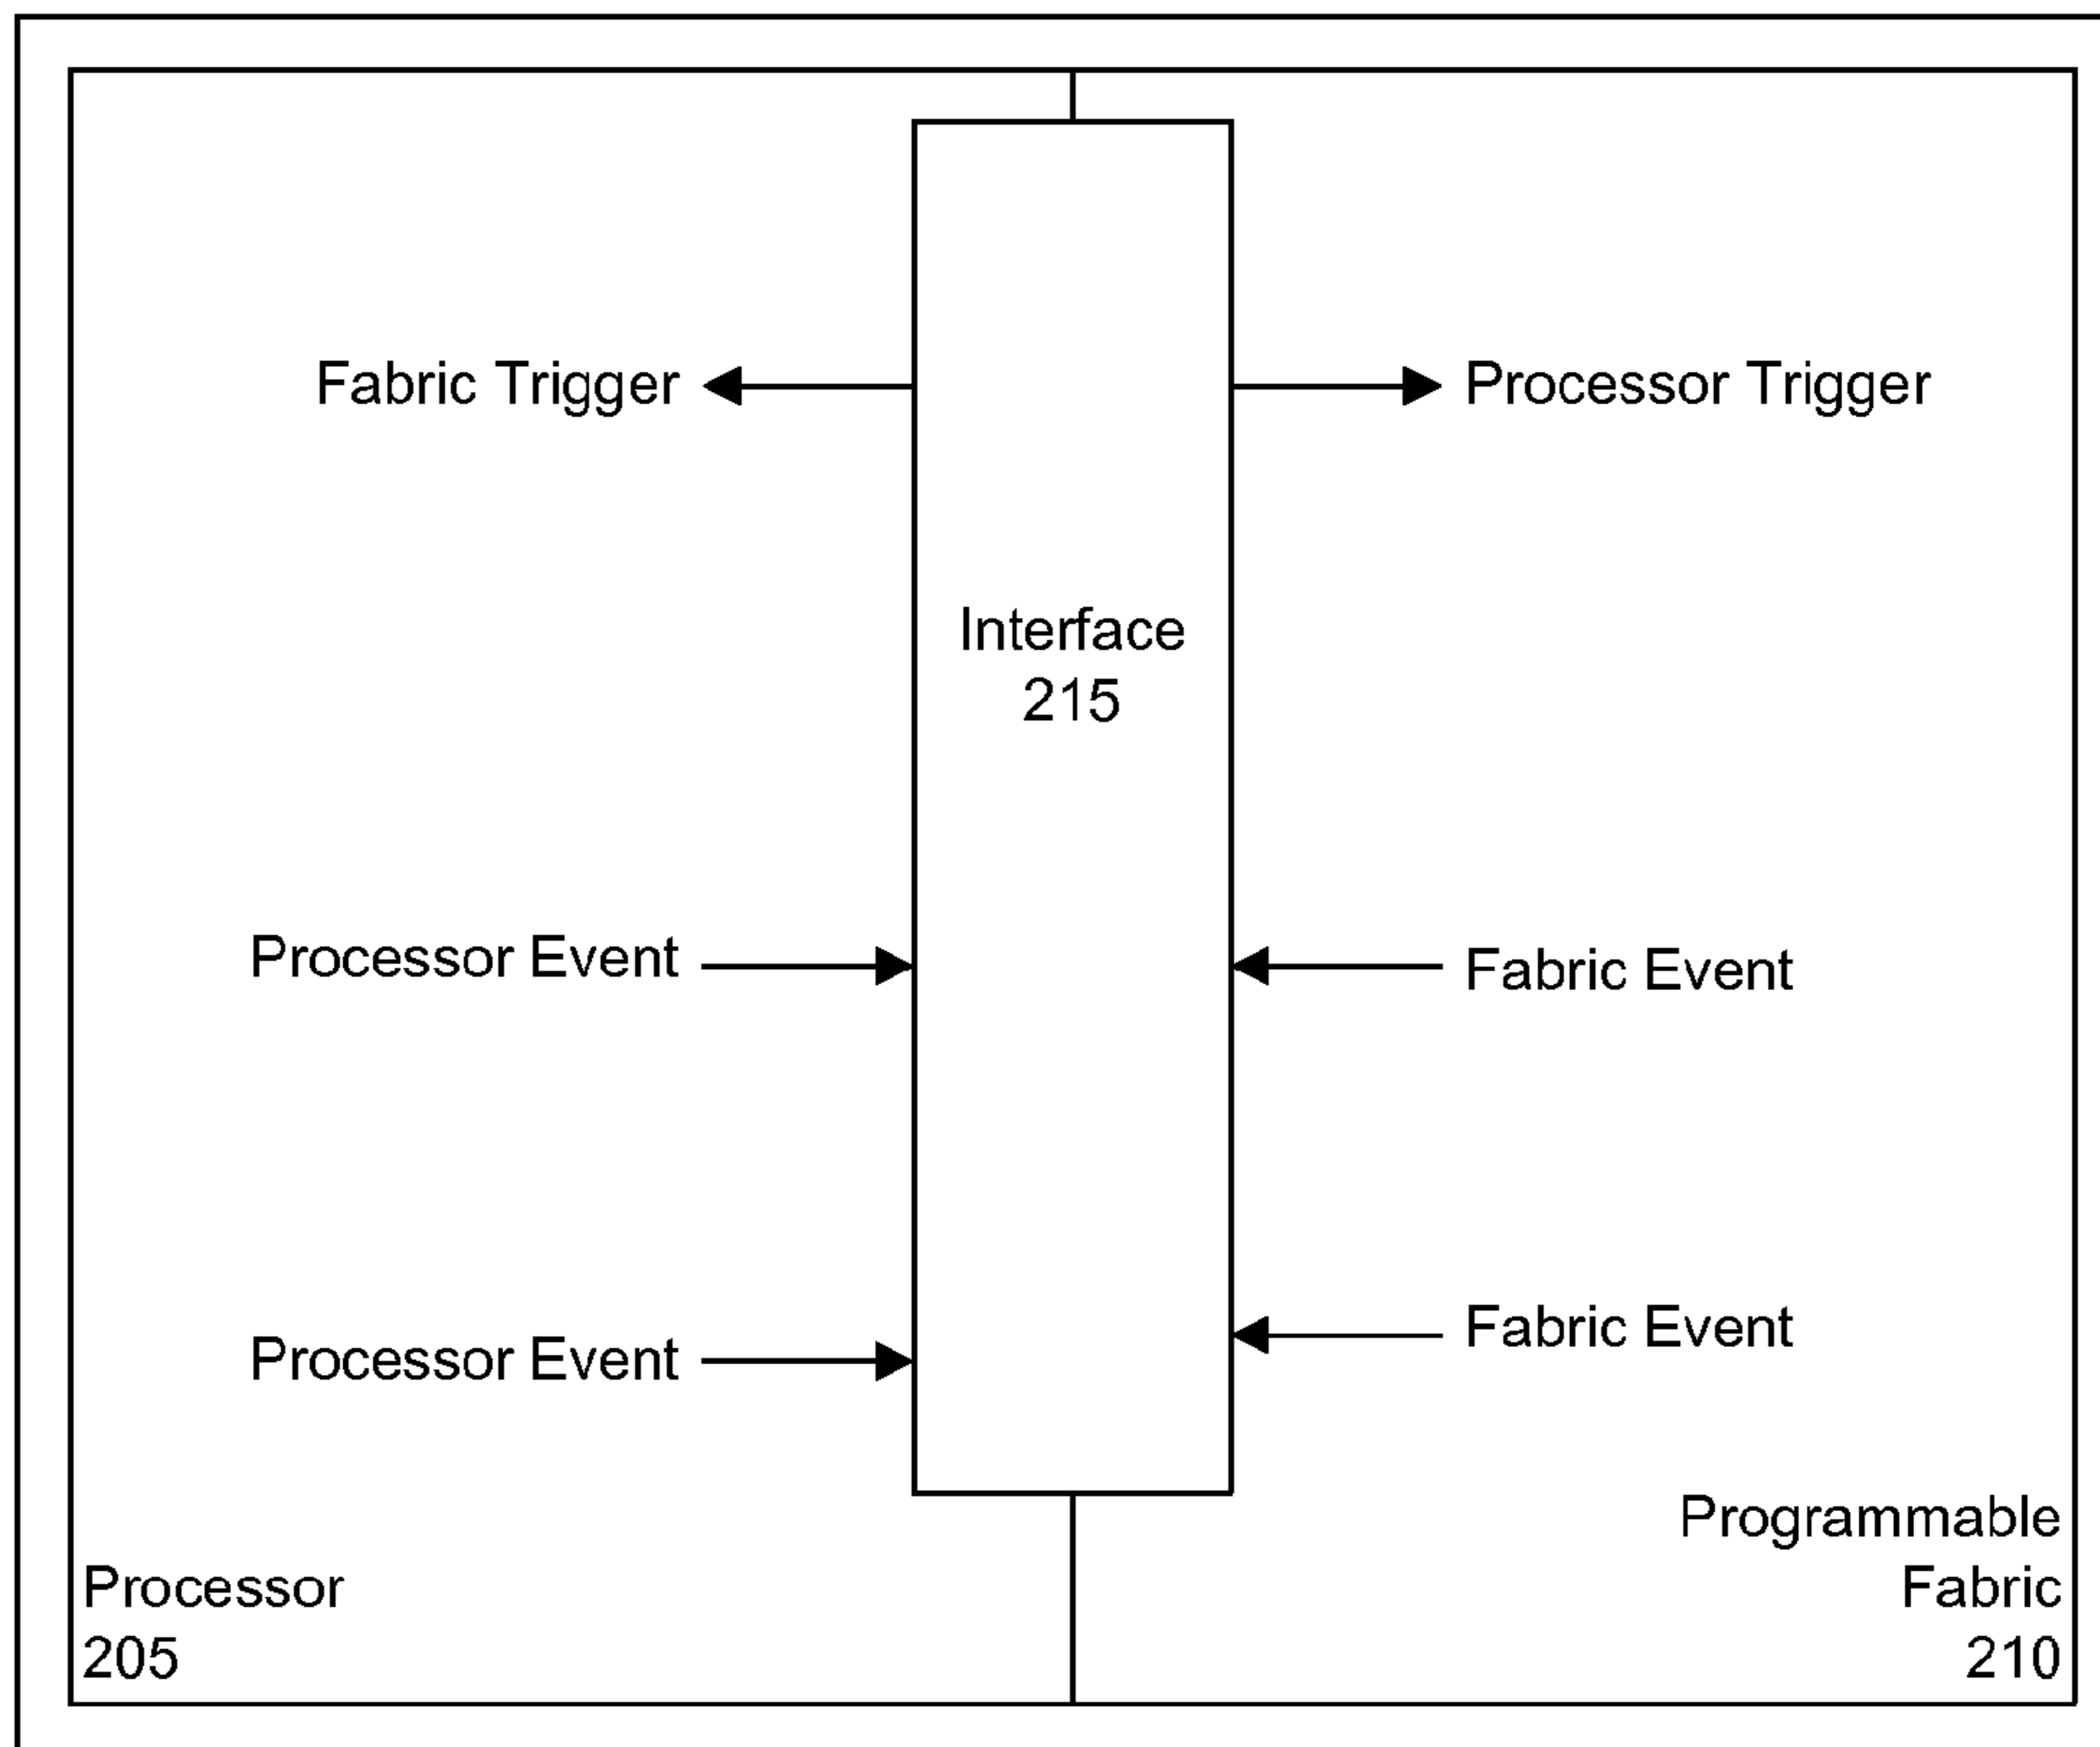 Fabric Trigger
Processor Trigger
Interface
215
Processor Event
Fabric Event
Processor Event
Fabric Event
Processor
205
Programmable
Fabric
210